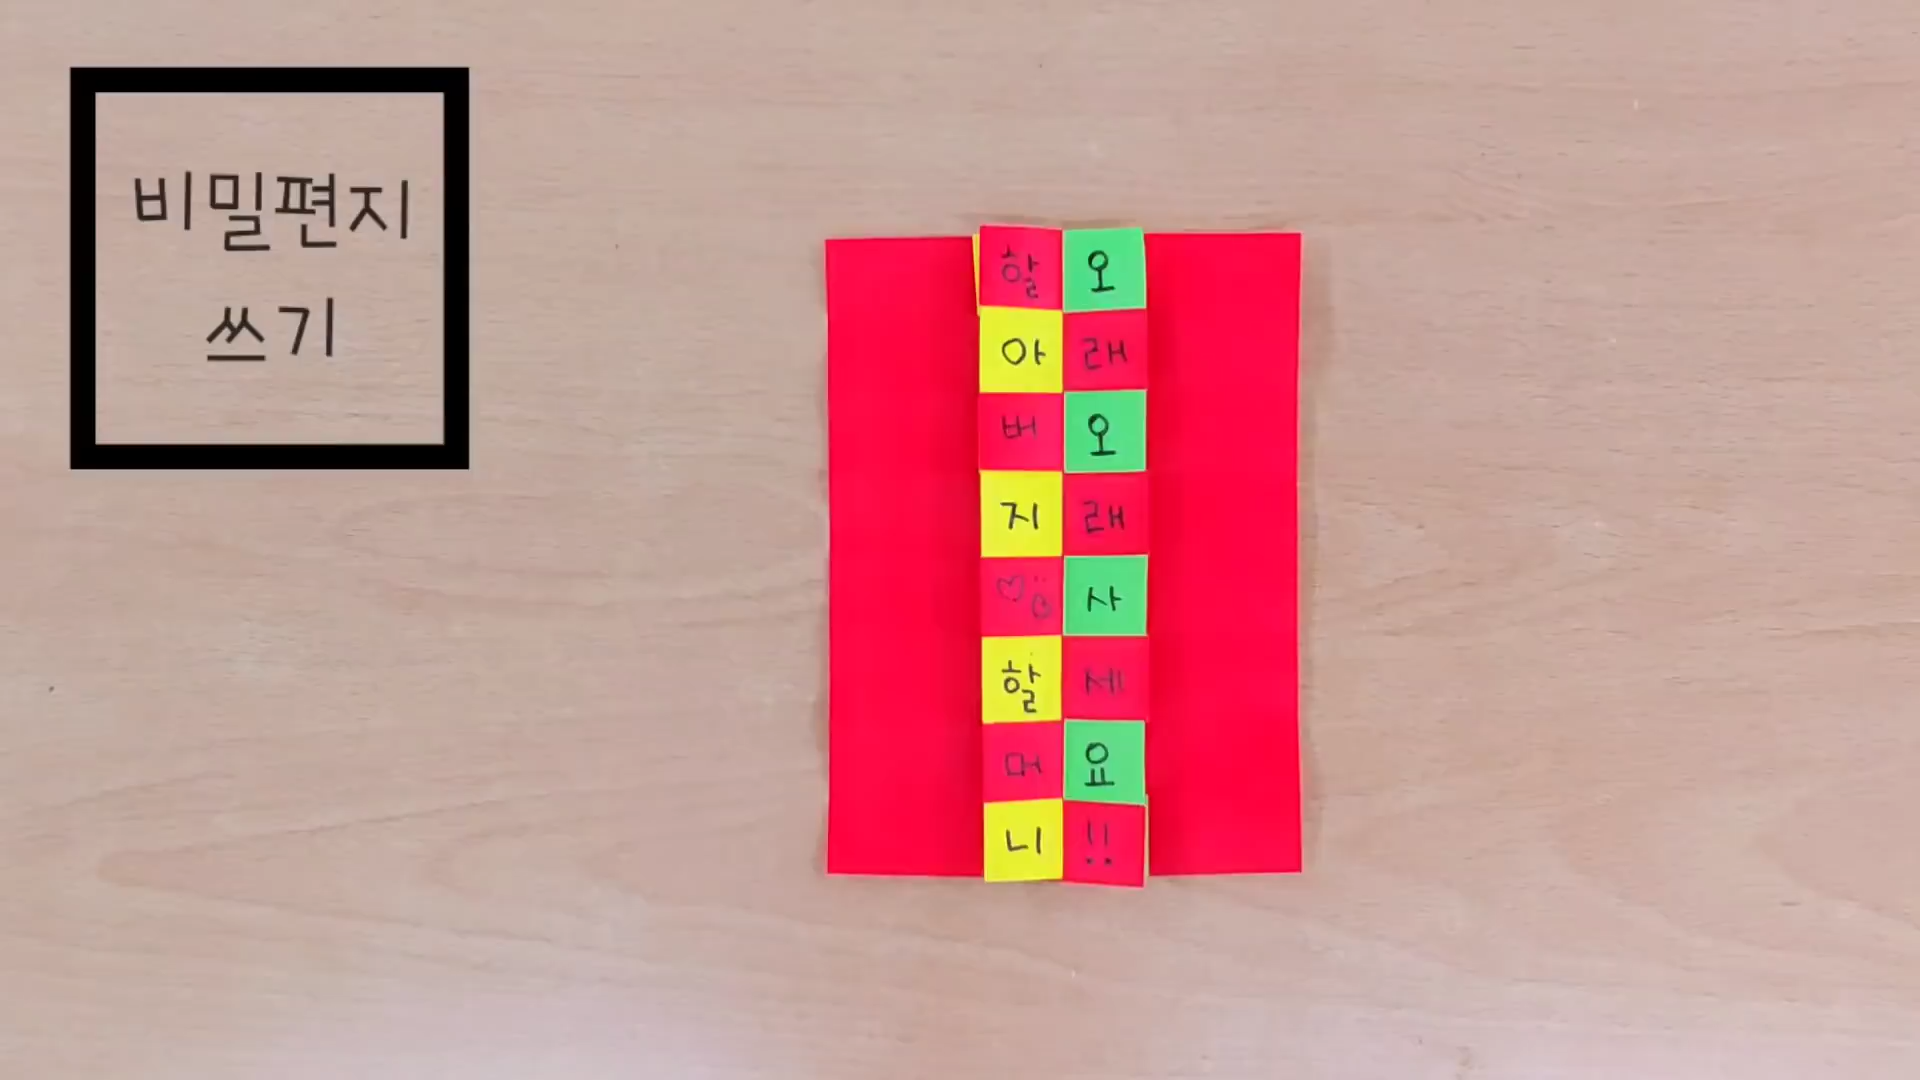 비밀편지
쓰기
할 오
아 래
버 오
지 래
♡ 사
할 세
머 요
니 !!